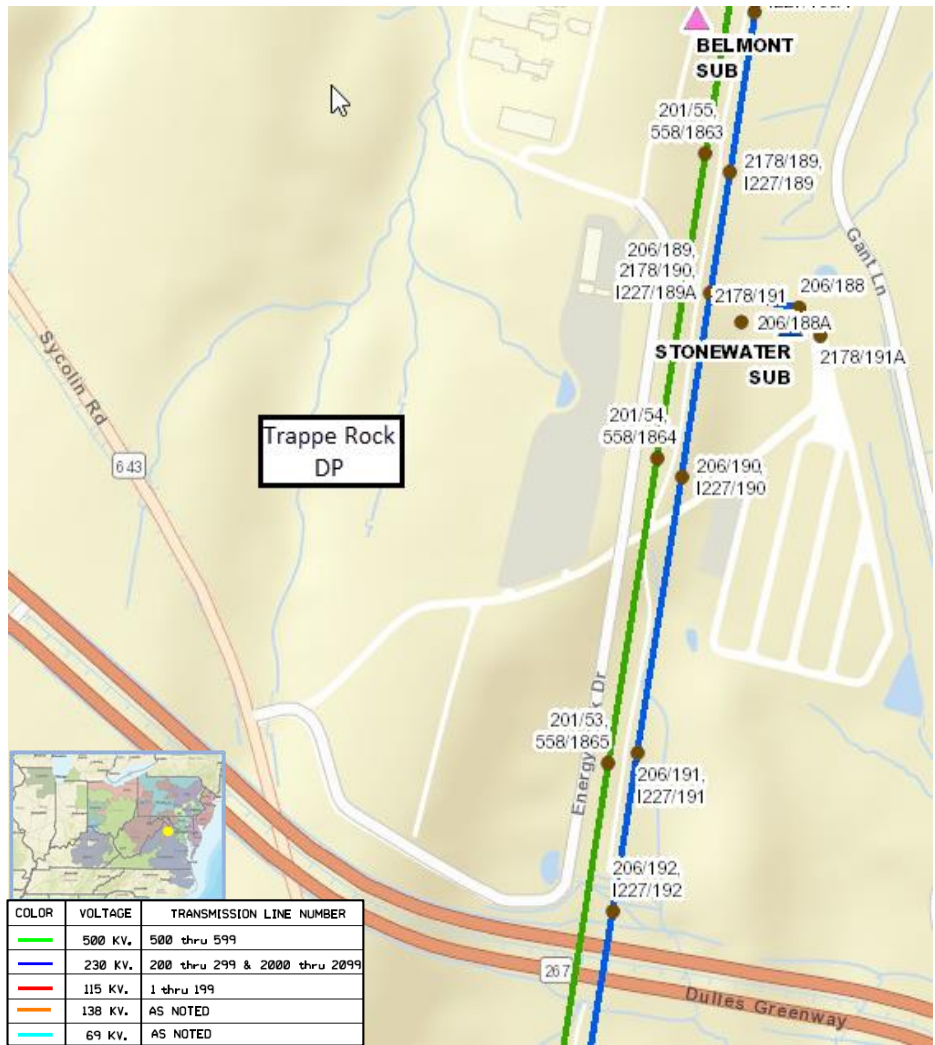 BELMONT
SUB
201/55,
558/1863
2178/189,
I227/189
206/189,
2178/190,
I227/189A
2178/191
206/188
206/188A
2178/191A
STONEWATER
SUB
Gant Ln
Sycolin Rd
643
Trappe Rock
DP
201/54,
558/1864
206/190,
I227/190
201/53,
558/1865
206/191,
I227/191
206/192,
I227/192
267
Dulles Greenway
COLOR VOLTAGE TRANSMISSION LINE NUMBER
500 KV. 500 thru 599
230 KV. 200 thru 299 & 2000 thru 2099
115 KV. 1 thru 199
138 KV. AS NOTED
69 KV. AS NOTED